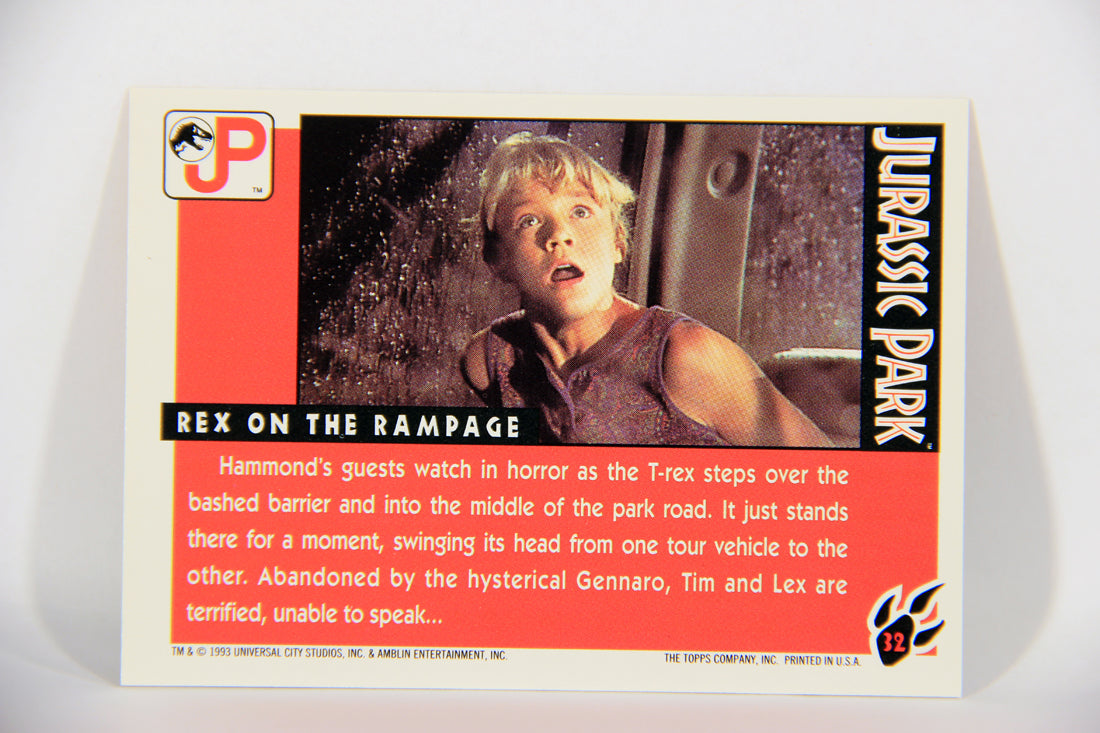 JP
TM
JURASSIC PARK
REX ON THE RAMPAGE
Hammond's guests watch in horror as the T-rex steps over the
bashed barrier and into the middle of the park road. It just stands
there for a moment, swinging its head from one tour vehicle to the
other. Abandoned by the hysterical Gennaro, Tim and Lex are
terrified, unable to speak...
32
TM & © 1993 UNIVERSAL CITY STUDIOS, INC. & AMBLIN ENTERTAINMENT, INC.
THE TOPPS COMPANY, INC. PRINTED IN U.S.A.